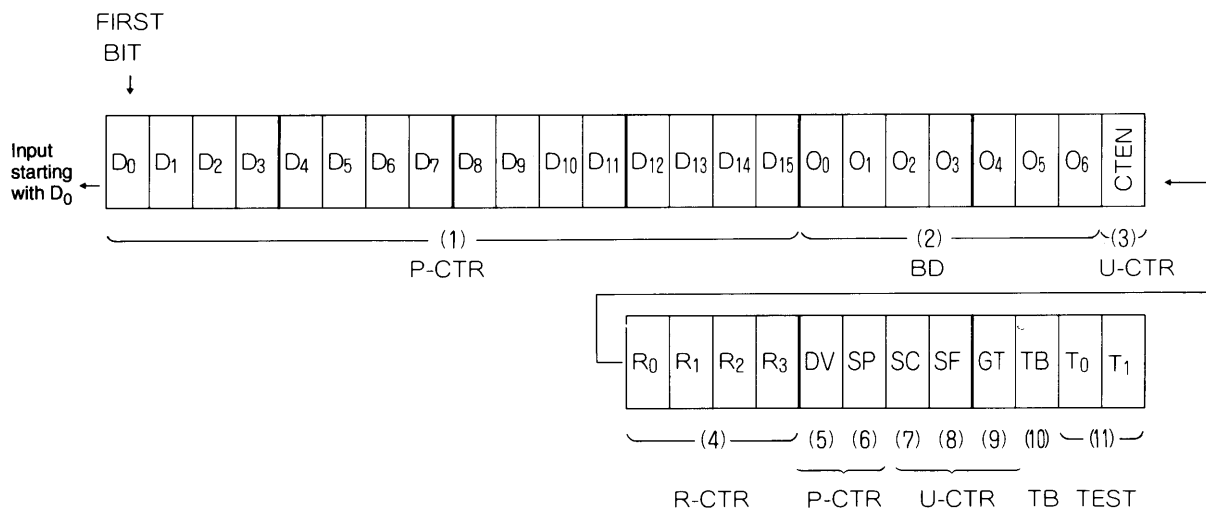 FIRST
BIT
↓
Input
starting
with D₀
←
D₀ D₁ D₂ D₃ D₄ D₅ D₆ D₇ D₈ D₉ D₁₀ D₁₁ D₁₂ D₁₃ D₁₄ D₁₅ O₀ O₁ O₂ O₃ O₄ O₅ O₆ CTEN
(1) (2) (3)
P-CTR BD U-CTR
R₀ R₁ R₂ R₃ DV SP SC SF GT TB T₀ T₁
(4) (5) (6) (7) (8) (9) (10) (11)
R-CTR P-CTR U-CTR TB TEST